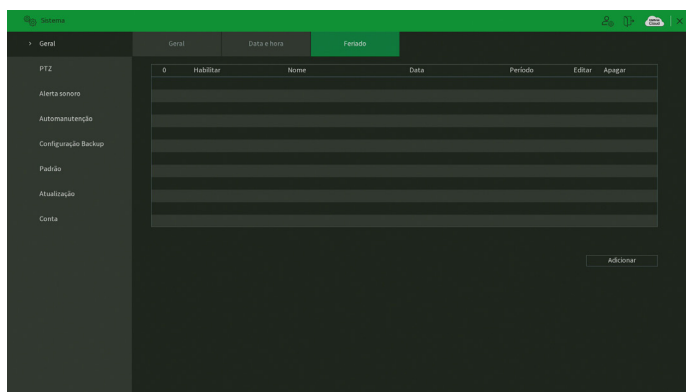 Sistema
Geral
PTZ
Alerta sonoro
Automanutenção
Configuração Backup
Padrão
Atualização
Conta
Geral Data e hora Feriado
0 Habilitar Nome Data Período Editar Apagar
Adicionar